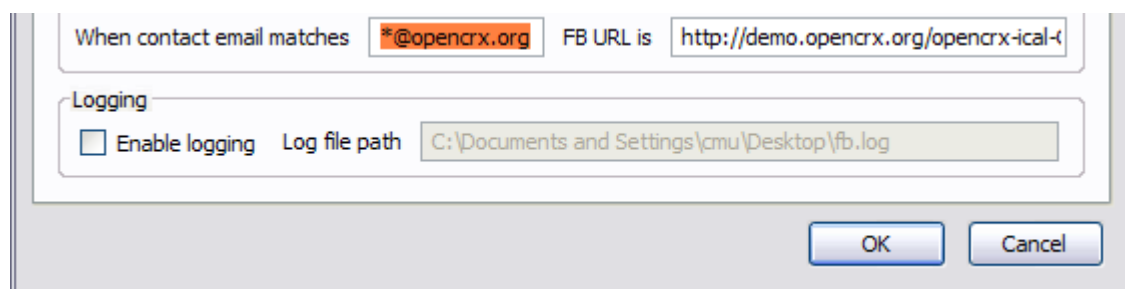 When contact email matches *@opencrx.org FB URL is http://demo.opencrx.org/opencrx-ical-
Logging
Enable logging Log file path C:\Documents and Settings\cmu\Desktop\fb.log
OK Cancel